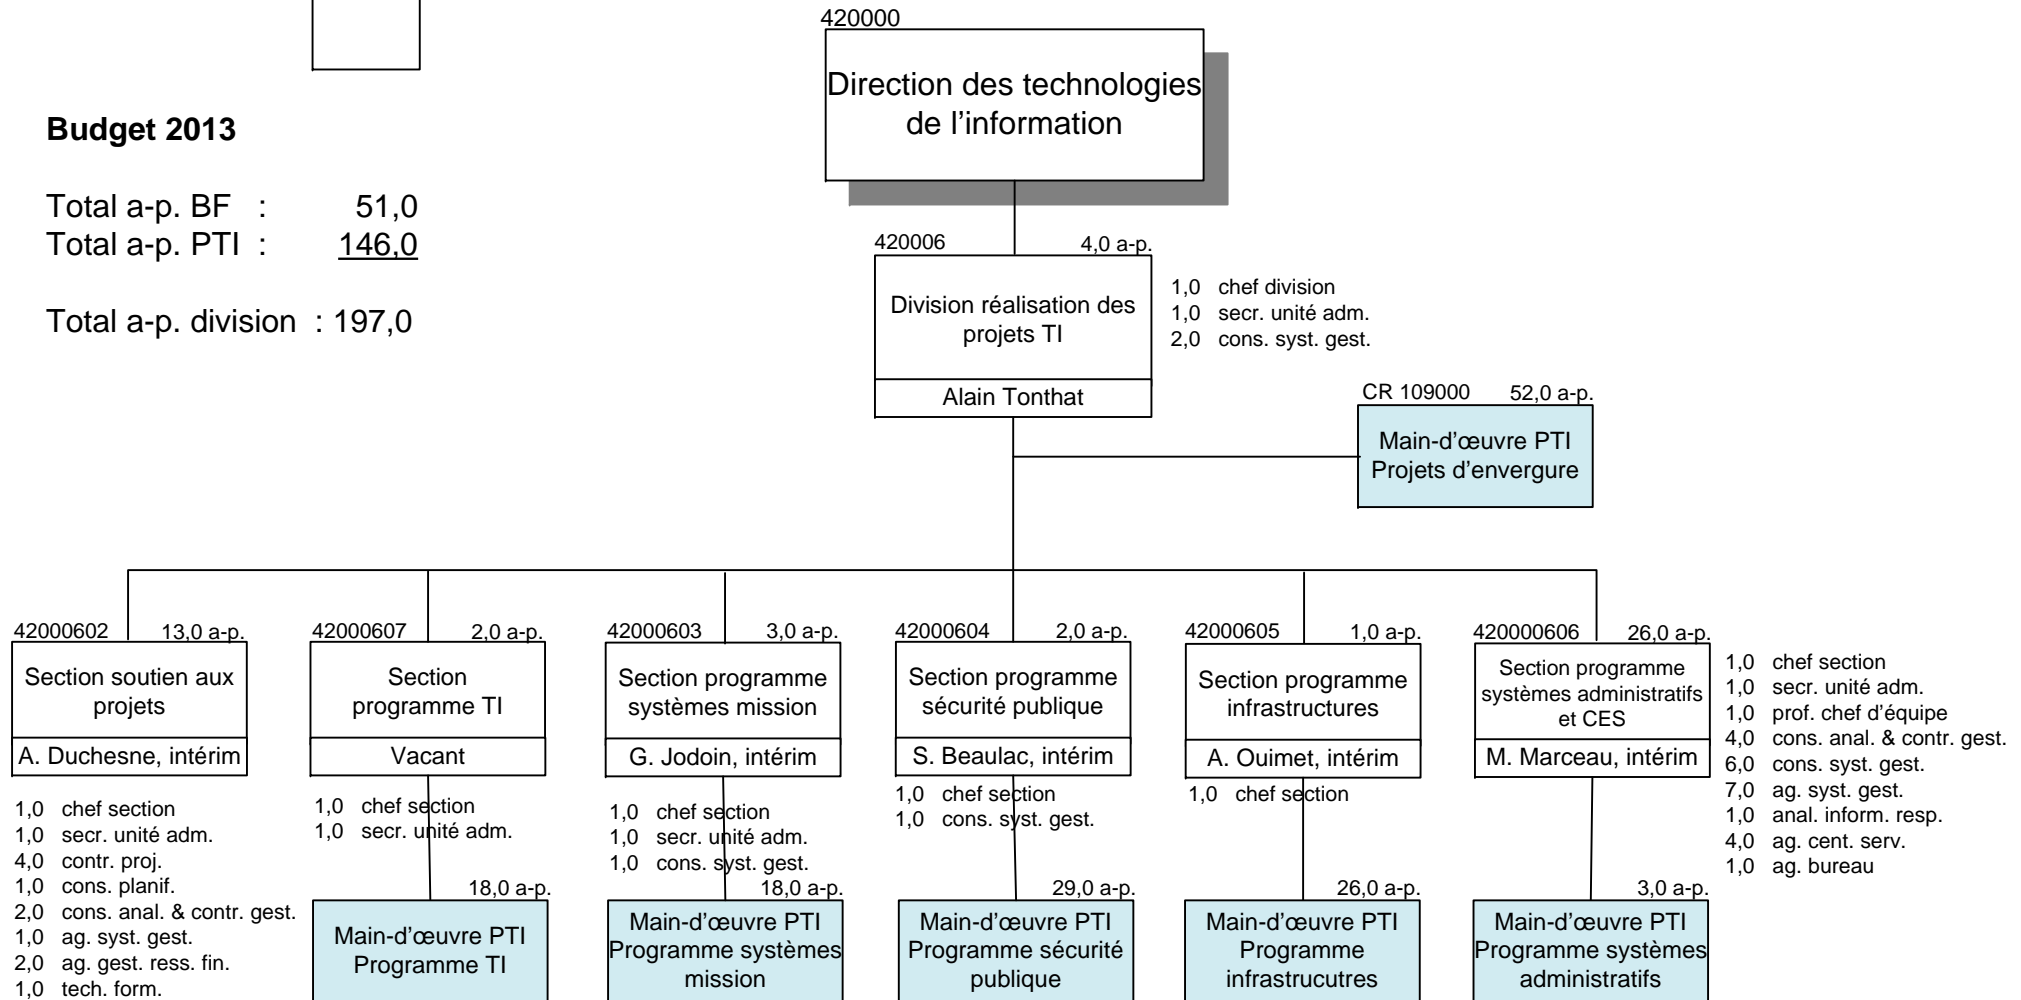 420000
Direction des technologies
de l'information
Budget 2013
Total a-p. BF : 51,0
Total a-p. PTI : 146,0
Total a-p. division : 197,0
420006 4,0 a-p.
Division réalisation des
projets TI
Alain Tonthat
1,0 chef division
1,0 secr. unité adm.
2,0 cons. syst. gest.
CR 109000 52,0 a-p.
Main-d'œuvre PTI
Projets d'envergure
42000602 13,0 a-p.
Section soutien aux
projets
A. Duchesne, intérim
1,0 chef section
1,0 secr. unité adm.
4,0 contr. proj.
1,0 cons. planif.
2,0 cons. anal. & contr. gest.
1,0 ag. syst. gest.
2,0 ag. gest. ress. fin.
1,0 tech. form.
42000607 2,0 a-p.
Section
programme TI
Vacant
1,0 chef section
1,0 secr. unité adm.
18,0 a-p.
Main-d'œuvre PTI
Programme TI
42000603 3,0 a-p.
Section programme
systèmes mission
G. Jodoin, intérim
1,0 chef section
1,0 secr. unité adm.
1,0 cons. syst. gest.
18,0 a-p.
Main-d'œuvre PTI
Programme systèmes
mission
42000604 2,0 a-p.
Section programme
sécurité publique
S. Beaulac, intérim
1,0 chef section
1,0 cons. syst. gest.
29,0 a-p.
Main-d'œuvre PTI
Programme sécurité
publique
42000605 1,0 a-p.
Section programme
infrastructures
A. Ouimet, intérim
1,0 chef section
26,0 a-p.
Main-d'œuvre PTI
Programme
infrastrucutres
420000606 26,0 a-p.
Section programme
systèmes administratifs
et CES
M. Marceau, intérim
1,0 chef section
1,0 secr. unité adm.
1,0 prof. chef d'équipe
4,0 cons. anal. & contr. gest.
6,0 cons. syst. gest.
7,0 ag. syst. gest.
1,0 anal. inform. resp.
4,0 ag. cent. serv.
1,0 ag. bureau
3,0 a-p.
Main-d'œuvre PTI
Programme systèmes
administratifs